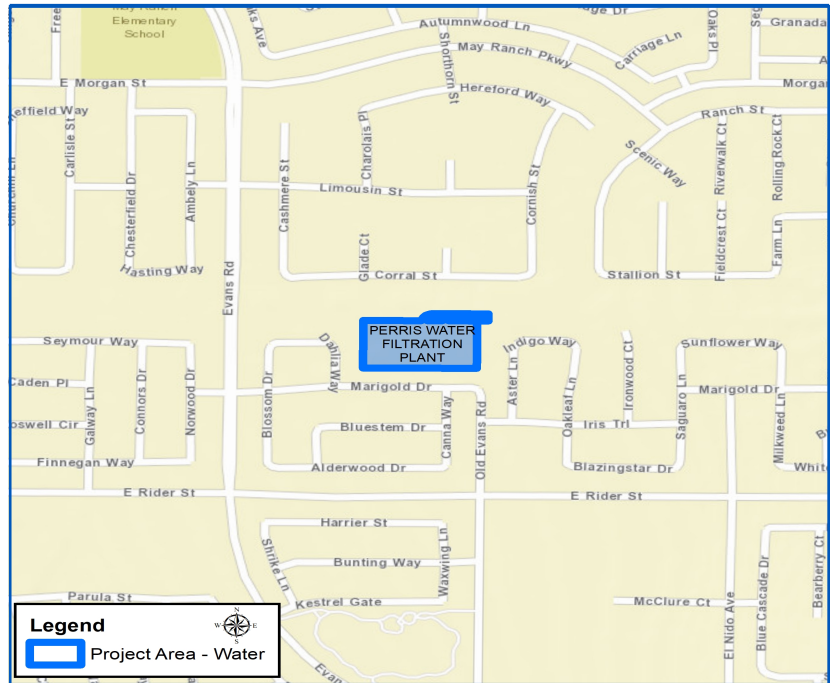 May Ranch
Elementary
School
Autumnwood Ln
May Ranch Pkwy
Carriage Ln
Oaks Pl
Granada
Shorthorn St
E Morgan St
Morgan
Hereford Way
Ranch St
Carlisle St
Chesterfield Dr
Ambely Ln
Charolais Pl
Scenic Way
Riverwalk Ct
Rolling Rock Ct
Limousin St
Cashmere St
Cornish St
Hasting Way
Evans Rd
Glade Ct
Corral St
Stallion St
Fieldcrest Ct
Farm Ln
PERRIS WATER
FILTRATION
PLANT
Seymour Way
Dahlia Way
Indigo Way
Ironwood Ct
Sunflower Way
Caden Pl
Galway Ln
Connors Dr
Norwood Dr
Blossom Dr
Marigold Dr
Aster Ln
Oakleaf Ln
Saguaro Ln
Marigold Dr
Milkweed Ln
Bluestem Dr
Canna Way
Old Evans Rd
Iris Trl
Finnegan Way
Alderwood Dr
Blazingstar Dr
E Rider St
E Rider St
Harrier St
Shrike Ln
Bunting Way
Waxwing Ln
Parula St
Kestrel Gate
McClure Ct
El Nido Ave
Blue Cascade Dr
Bearberry Ct
Legend
N
W E
S
Project Area - Water